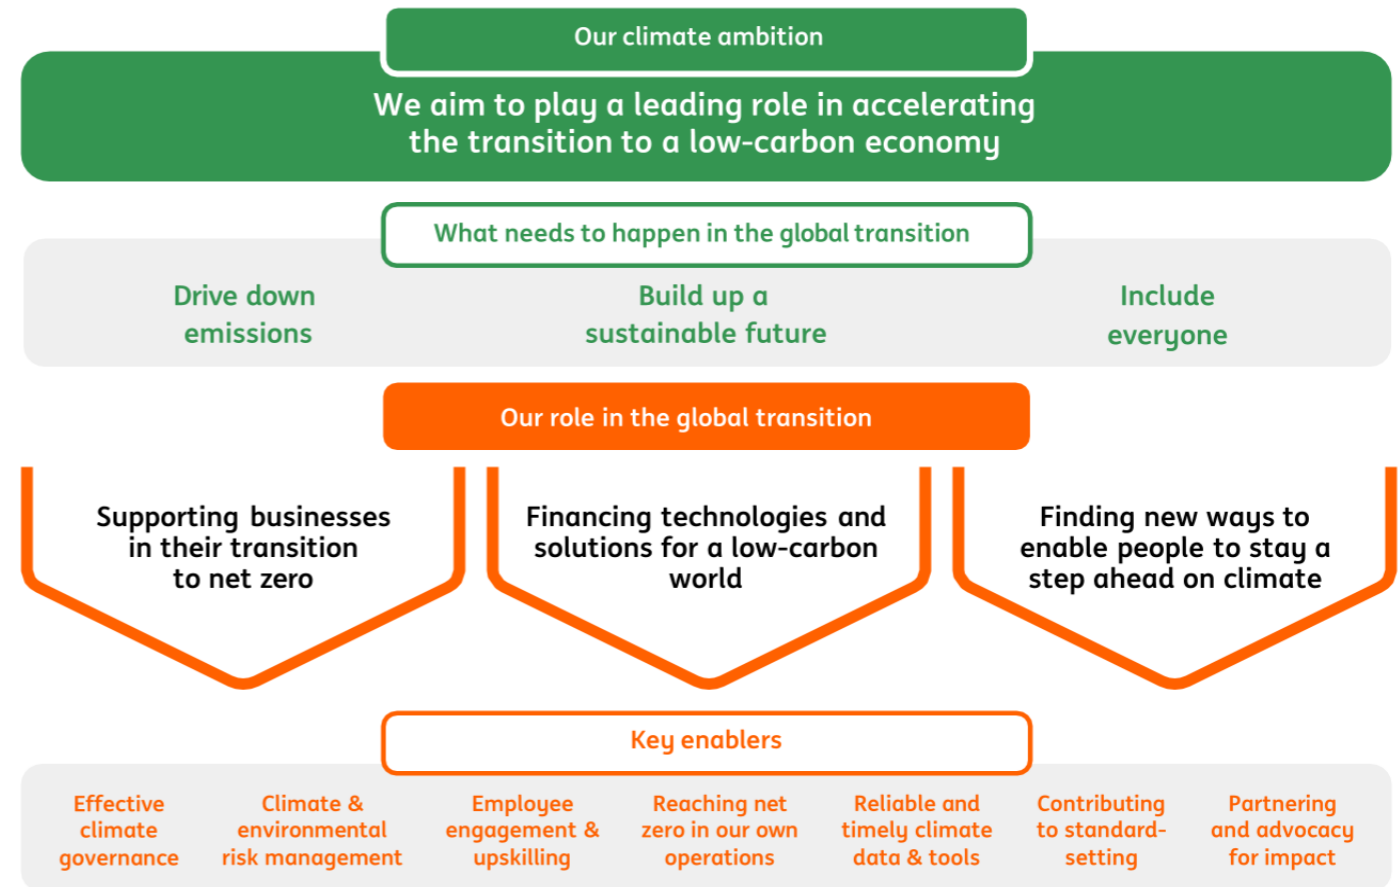 Our climate ambition
We aim to play a leading role in accelerating
the transition to a low-carbon economy
What needs to happen in the global transition
Drive down
emissions
Build up a
sustainable future
Include
everyone
Our role in the global transition
Supporting businesses
in their transition
to net zero
Financing technologies and
solutions for a low-carbon
world
Finding new ways to
enable people to stay a
step ahead on climate
Key enablers
Effective
climate
governance
Climate &
environmental
risk management
Employee
engagement &
upskilling
Reaching net
zero in our own
operations
Reliable and
timely climate
data & tools
Contributing
to standard-
setting
Partnering
and advocacy
for impact